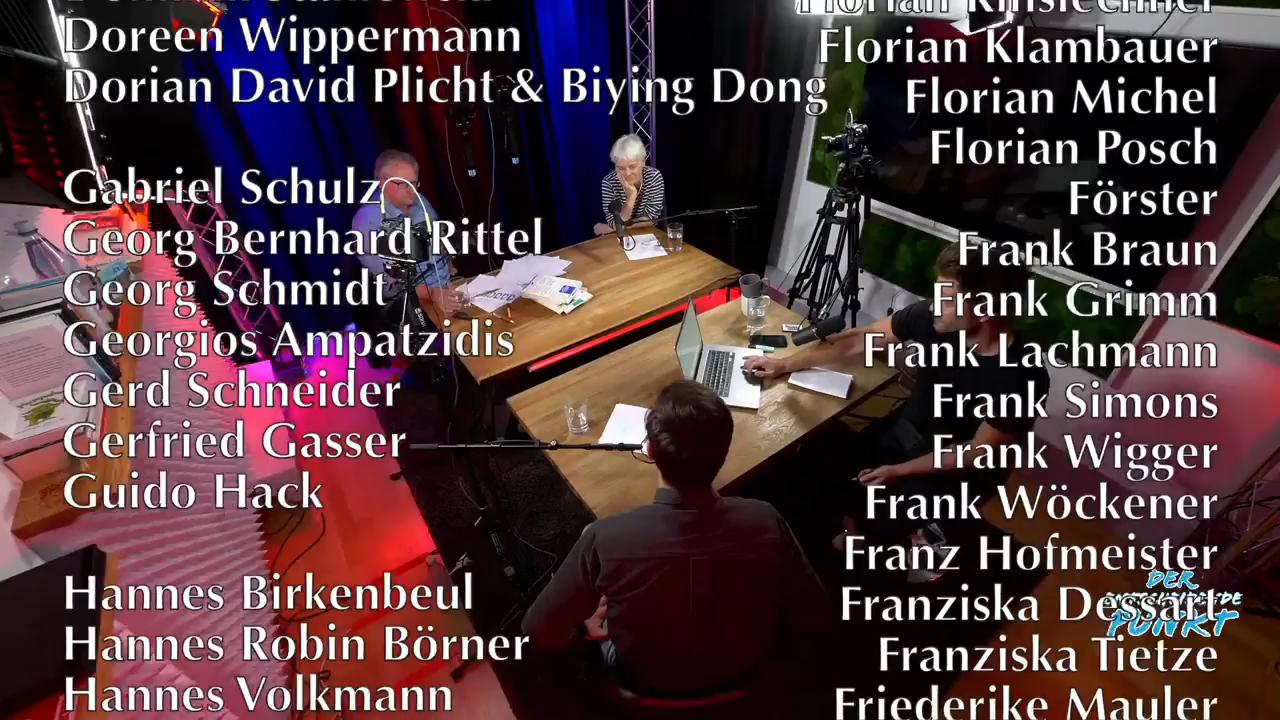 Doreen Wippermann
Dorian David Plicht & Biying Dong
Gabriel Schulz
Georg Bernhard Rittel
Georg Schmidt
Georgios Ampatzidis
Gerd Schneider
Gerfried Gasser
Guido Hack
Hannes Birkenbeul
Hannes Robin Börner
Hannes Volkmann
Florian Klambauer
Florian Michel
Florian Posch
Förster
Frank Braun
Frank Grimm
Frank Lachmann
Frank Simons
Frank Wigger
Frank Wöckener
Franz Hofmeister
Franziska Dessart
Franziska Tietze
Friederike Mauler
DER
PUNKT